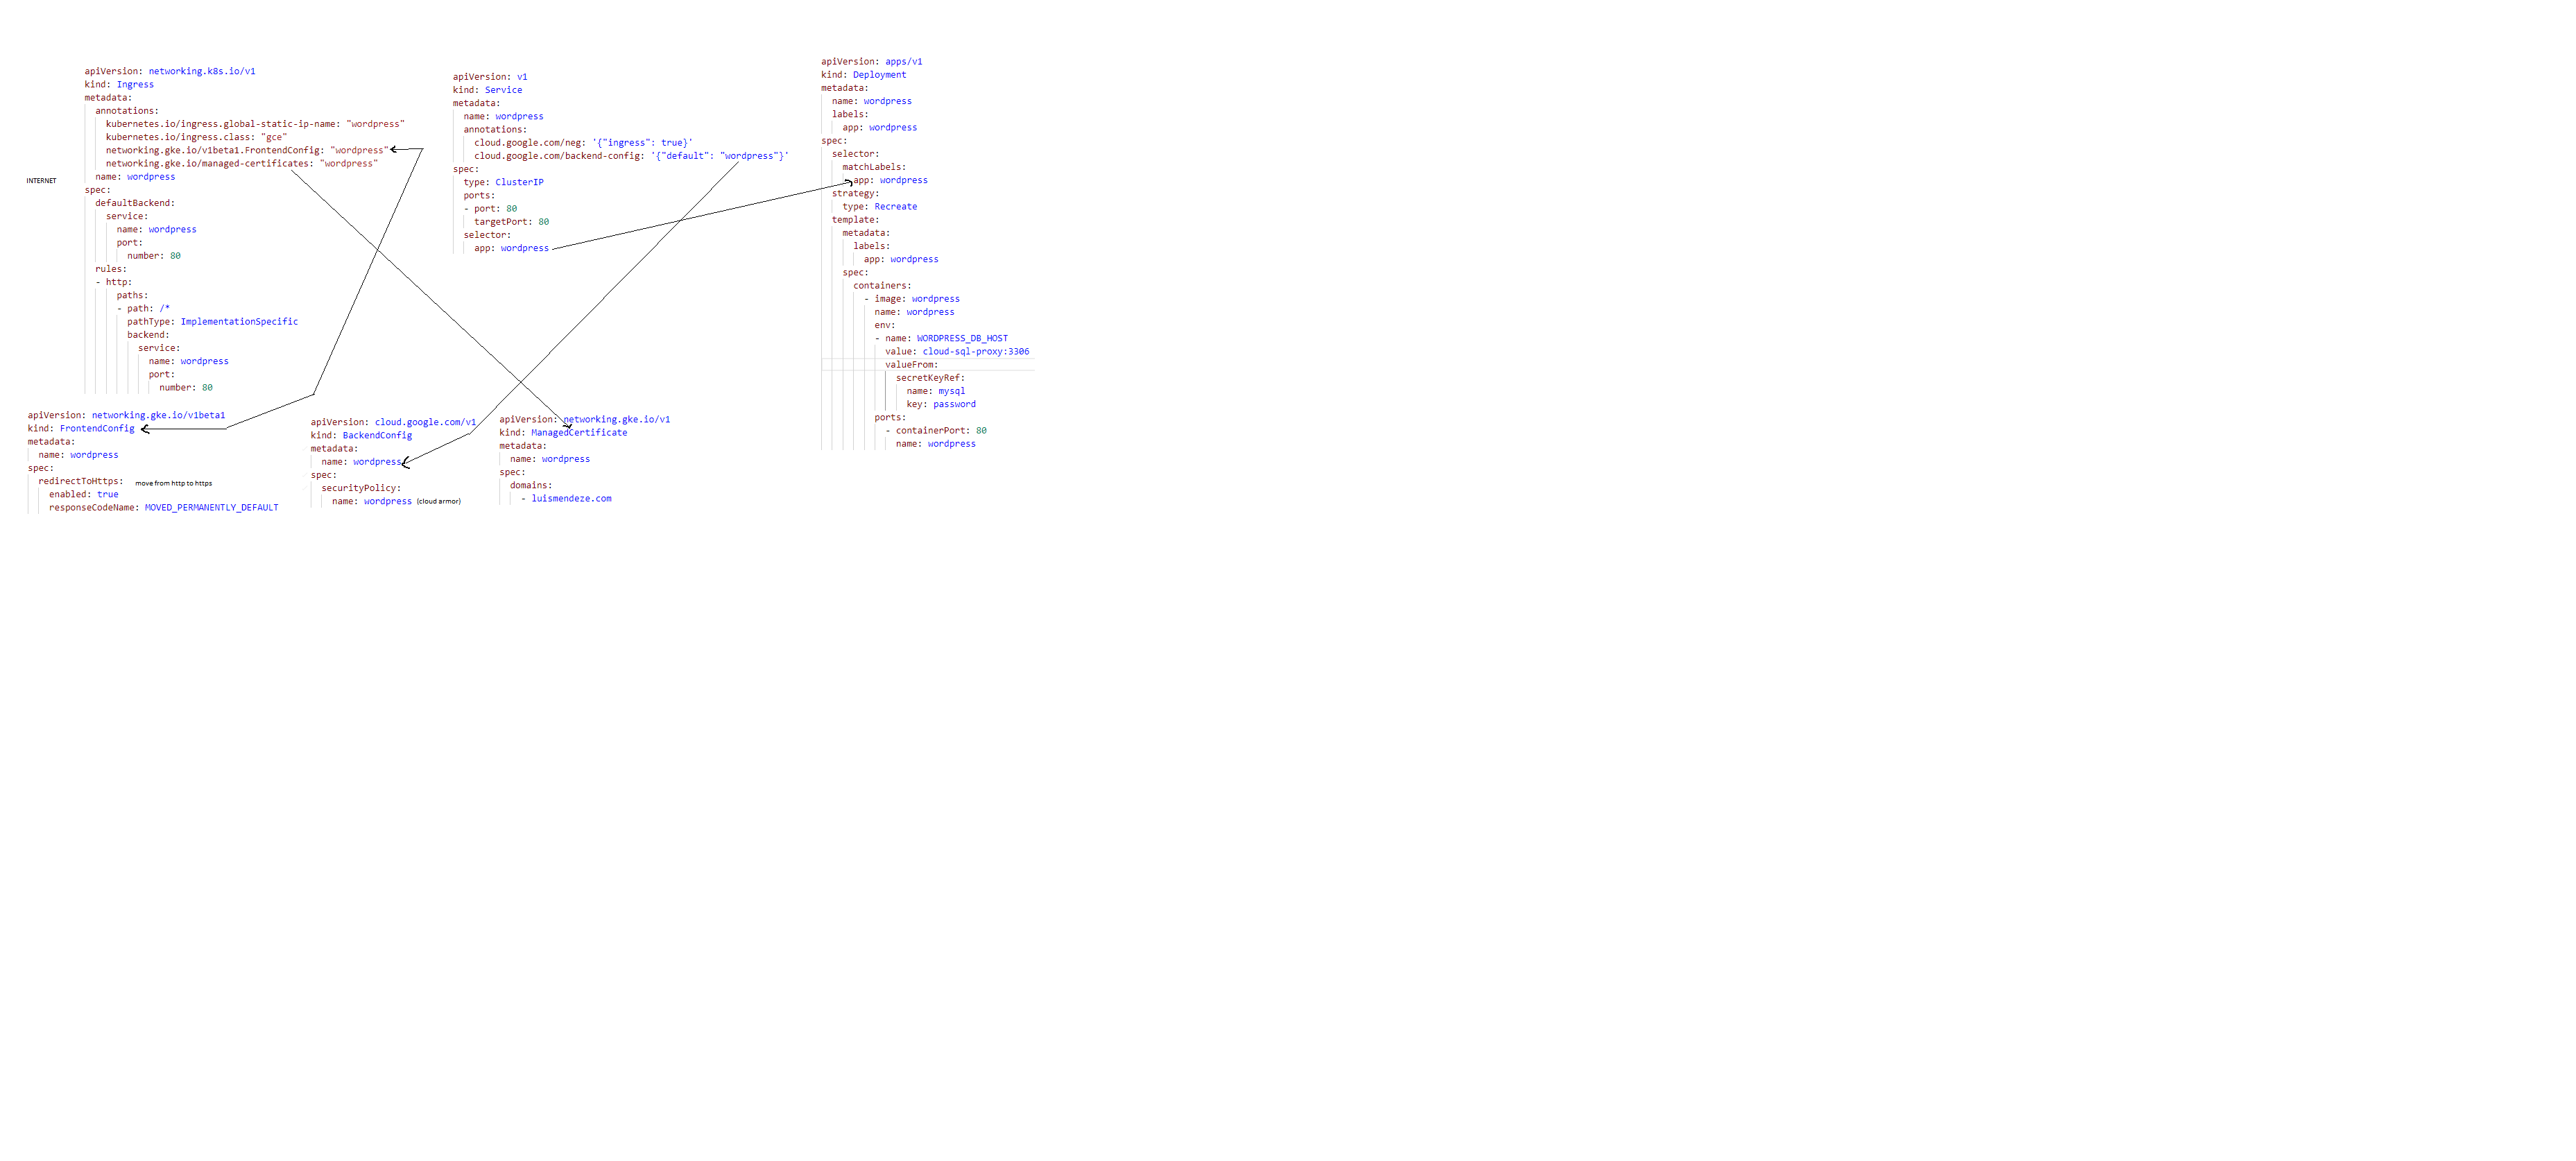 INTERNET
apiVersion: networking.k8s.io/v1
kind: Ingress
metadata:
  annotations:
    kubernetes.io/ingress.global-static-ip-name: "wordpress"
    kubernetes.io/ingress.class: "gce"
    networking.gke.io/v1beta1.FrontendConfig: "wordpress"
    networking.gke.io/managed-certificates: "wordpress"
  name: wordpress
spec:
  defaultBackend:
    service:
      name: wordpress
      port:
        number: 80
  rules:
  - http:
      paths:
      - path: /*
        pathType: ImplementationSpecific
        backend:
          service:
            name: wordpress
            port:
              number: 80
apiVersion: v1
kind: Service
metadata:
  name: wordpress
  annotations:
    cloud.google.com/neg: '{"ingress": true}'
    cloud.google.com/backend-config: '{"default": "wordpress"}'
spec:
  type: ClusterIP
  ports:
  - port: 80
    targetPort: 80
  selector:
    app: wordpress
apiVersion: apps/v1
kind: Deployment
metadata:
  name: wordpress
  labels:
    app: wordpress
spec:
  selector:
    matchLabels:
      app: wordpress
  strategy:
    type: Recreate
  template:
    metadata:
      labels:
        app: wordpress
    spec:
      containers:
        - image: wordpress
          name: wordpress
          env:
          - name: WORDPRESS_DB_HOST
            value: cloud-sql-proxy:3306
            valueFrom:
              secretKeyRef:
                name: mysql
                key: password
          ports:
            - containerPort: 80
              name: wordpress
apiVersion: networking.gke.io/v1beta1
kind: FrontendConfig
metadata:
  name: wordpress
spec:
  redirectToHttps: move from http to https
    enabled: true
    responseCodeName: MOVED_PERMANENTLY_DEFAULT
apiVersion: cloud.google.com/v1
kind: BackendConfig
metadata:
  name: wordpress
spec:
  securityPolicy:
    name: wordpress (cloud armor)
apiVersion: networking.gke.io/v1
kind: ManagedCertificate
metadata:
  name: wordpress
spec:
  domains:
    - luismendeze.com